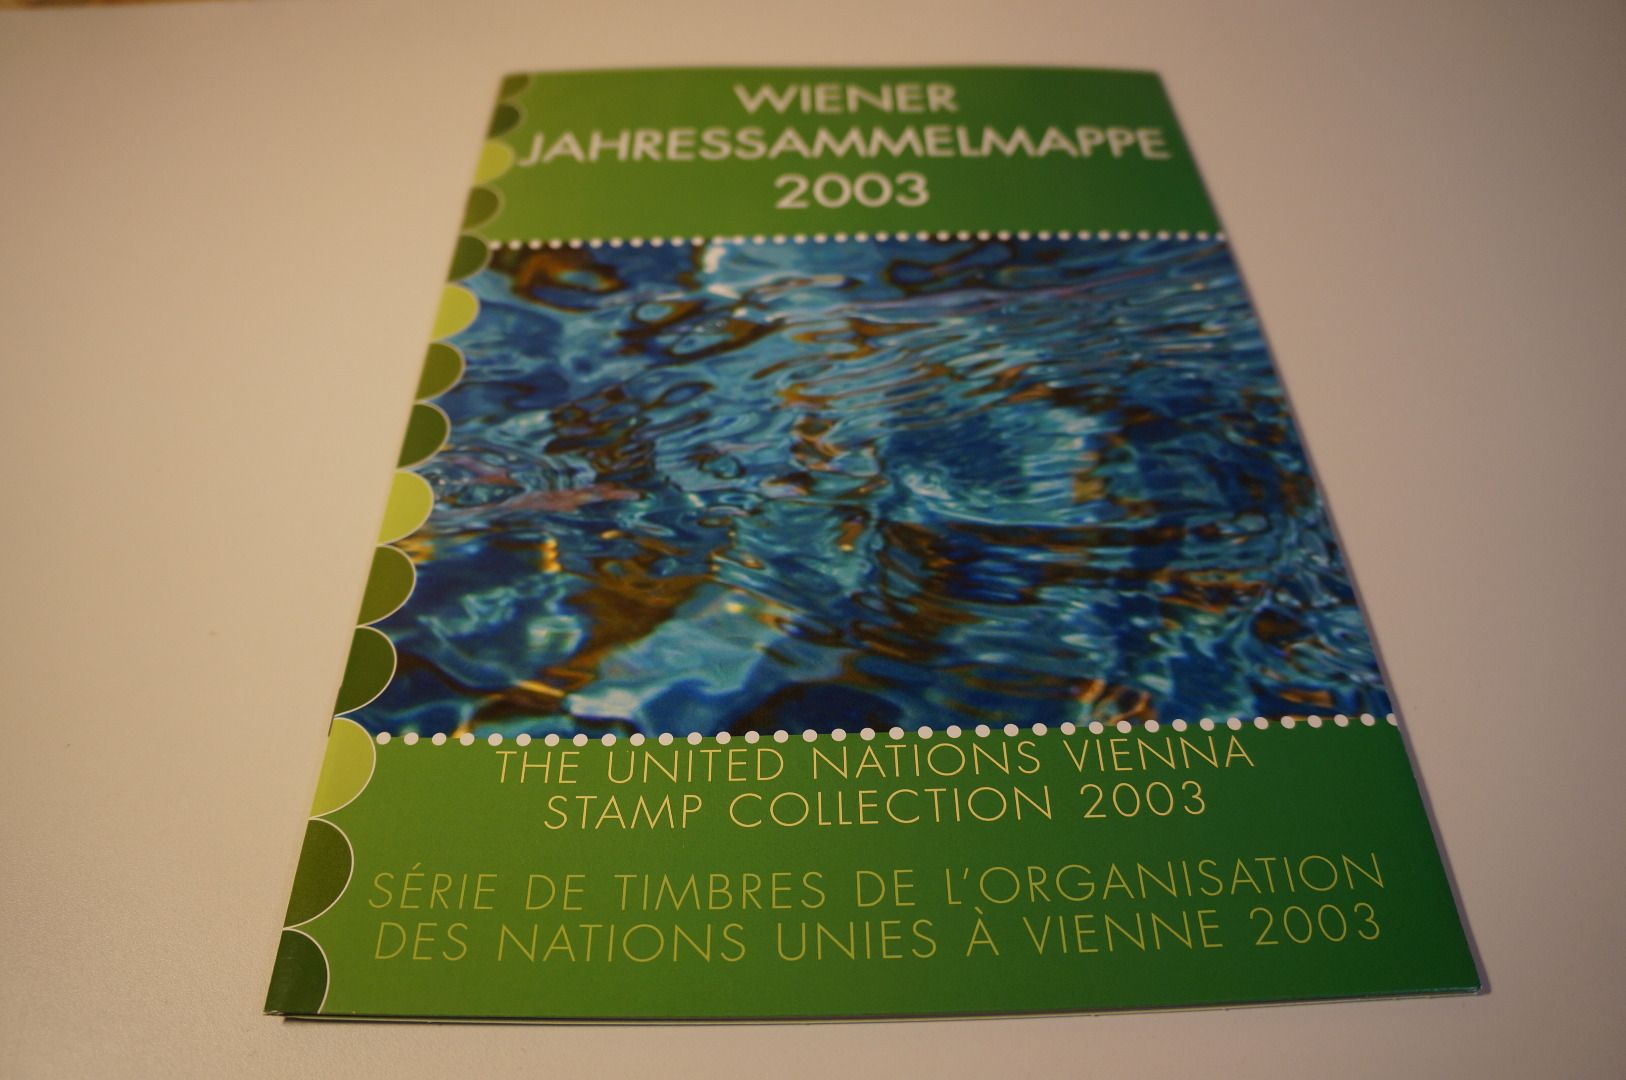 WIENER
JAHRESSAMMELMAPPE
2003
THE UNITED NATIONS VIENNA
STAMP COLLECTION 2003
SÉRIE DE TIMBRES DE L'ORGANISATION
DES NATIONS UNIES À VIENNE 2003